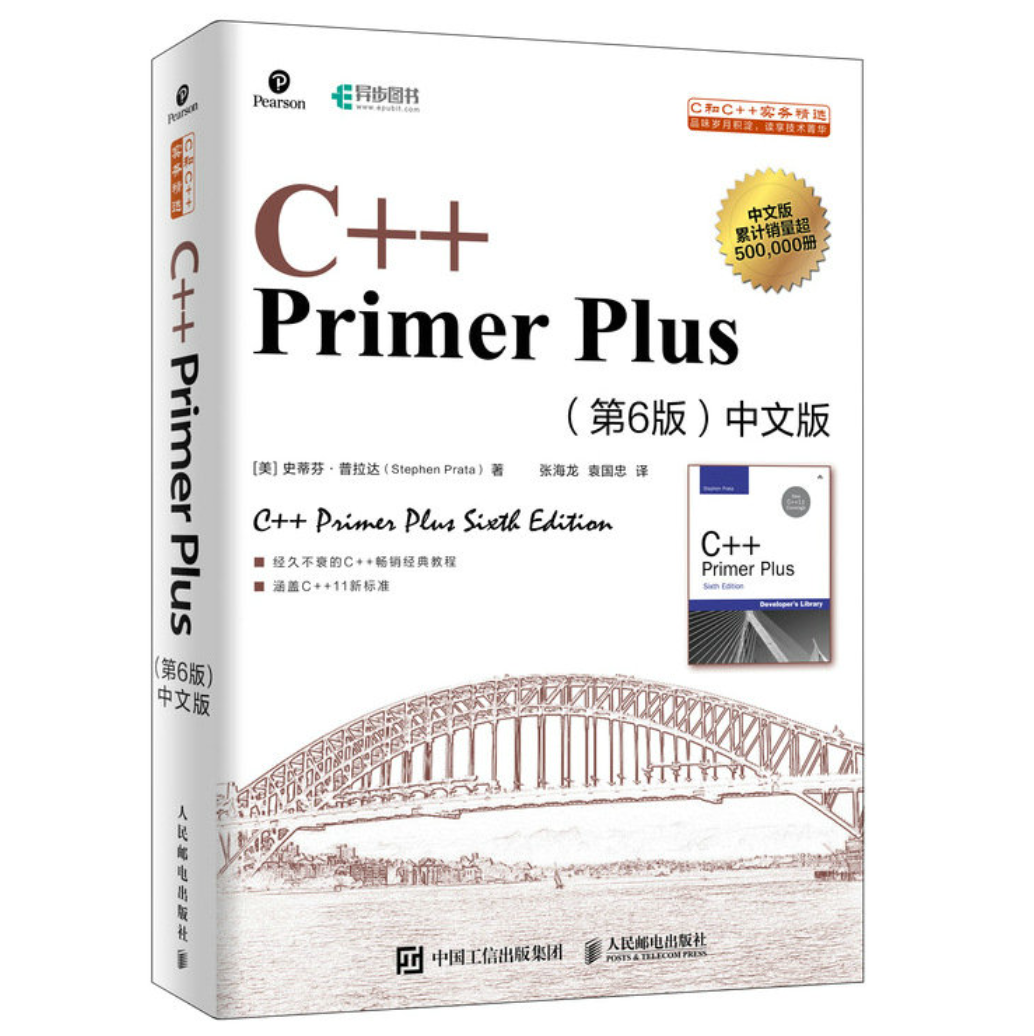 Pearson
C和C++
实务精选
C++ Primer Plus
(第6版)
中文版
人民邮电出版社
Pearson
异步图书
www.epubit.com
C和C++实务精选
品味岁月积淀,读享技术菁华
中文版
累计销量超
500,000册
C++
Primer Plus
(第6版)中文版
[美] 史蒂芬·普拉达(Stephen Prata)著 张海龙 袁国忠 译
C++ Primer Plus Sixth Edition
■ 经久不衰的C++畅销经典教程
■ 涵盖C++11新标准
Stephen Prata
New
C++11
Coverage
C++
Primer Plus
Sixth Edition
Developer's Library
中国工信出版集团
人民邮电出版社
POSTS & TELECOM PRESS